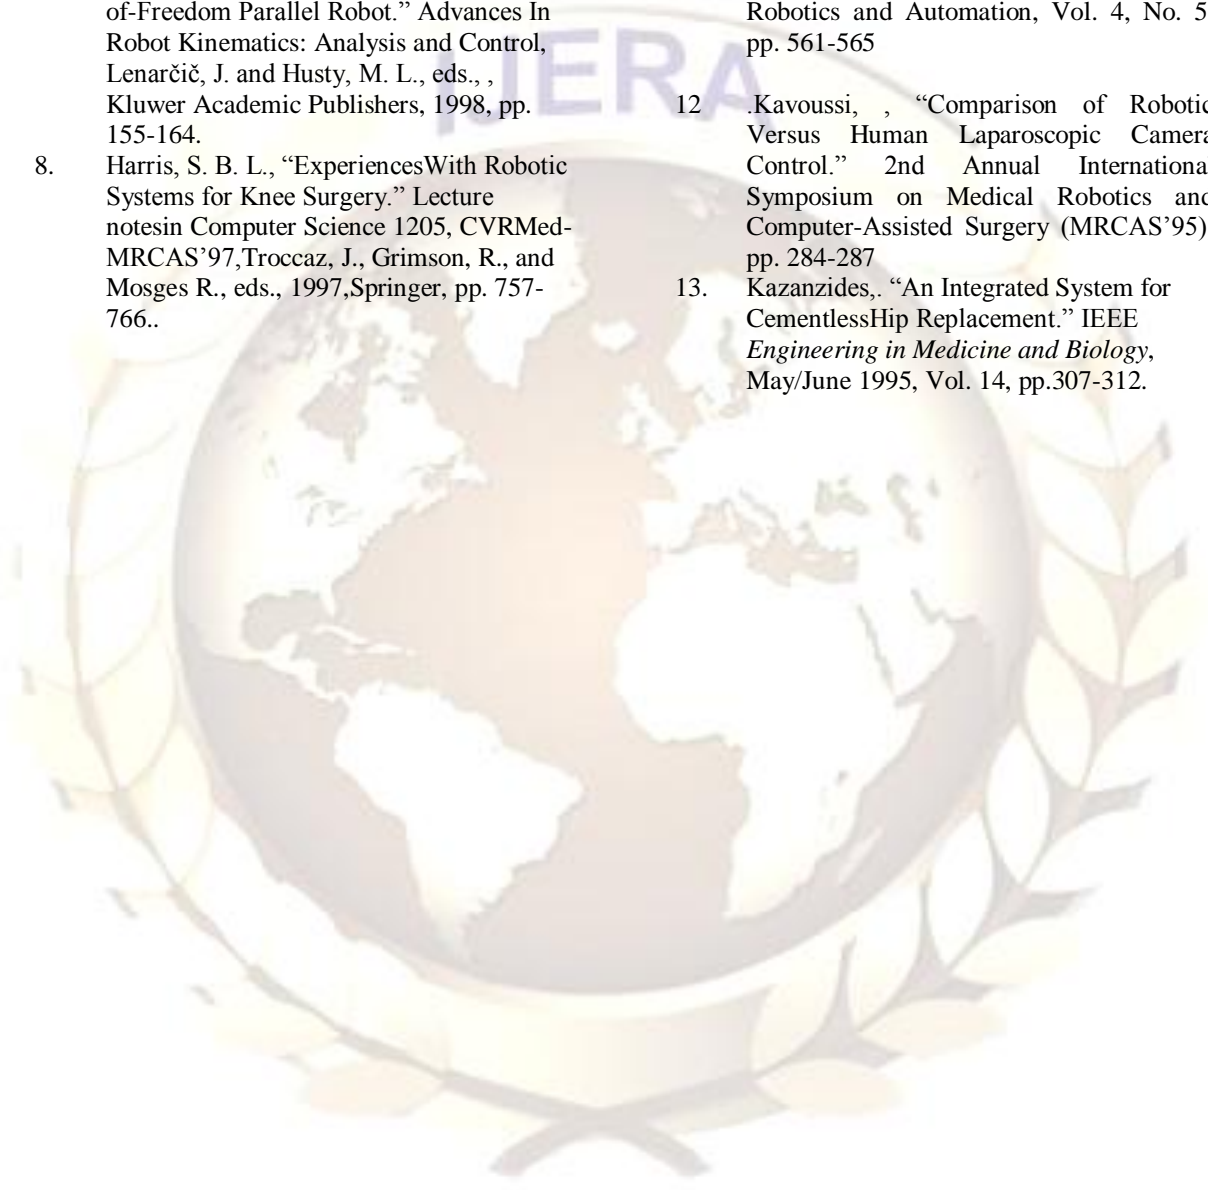 of-Freedom Parallel Robot.” Advances In
Robot Kinematics: Analysis and Control,
Lenarčič, J. and Husty, M. L., eds., ,
Kluwer Academic Publishers, 1998, pp.
155-164.
8. Harris, S. B. L., “ExperiencesWith Robotic
Systems for Knee Surgery.” Lecture
notesin Computer Science 1205, CVRMed-
MRCAS’97,Troccaz, J., Grimson, R., and
Mosges R., eds., 1997,Springer, pp. 757-
766..
Robotics and Automation, Vol. 4, No. 5
pp. 561-565
12 .Kavoussi, , “Comparison of Robotic
Versus Human Laparoscopic Camera
Control.” 2nd Annual International
Symposium on Medical Robotics and
Computer-Assisted Surgery (MRCAS’95)
pp. 284-287
13. Kazanzides,. “An Integrated System for
CementlessHip Replacement.” IEEE
Engineering in Medicine and Biology,
May/June 1995, Vol. 14, pp.307-312.
IJERA